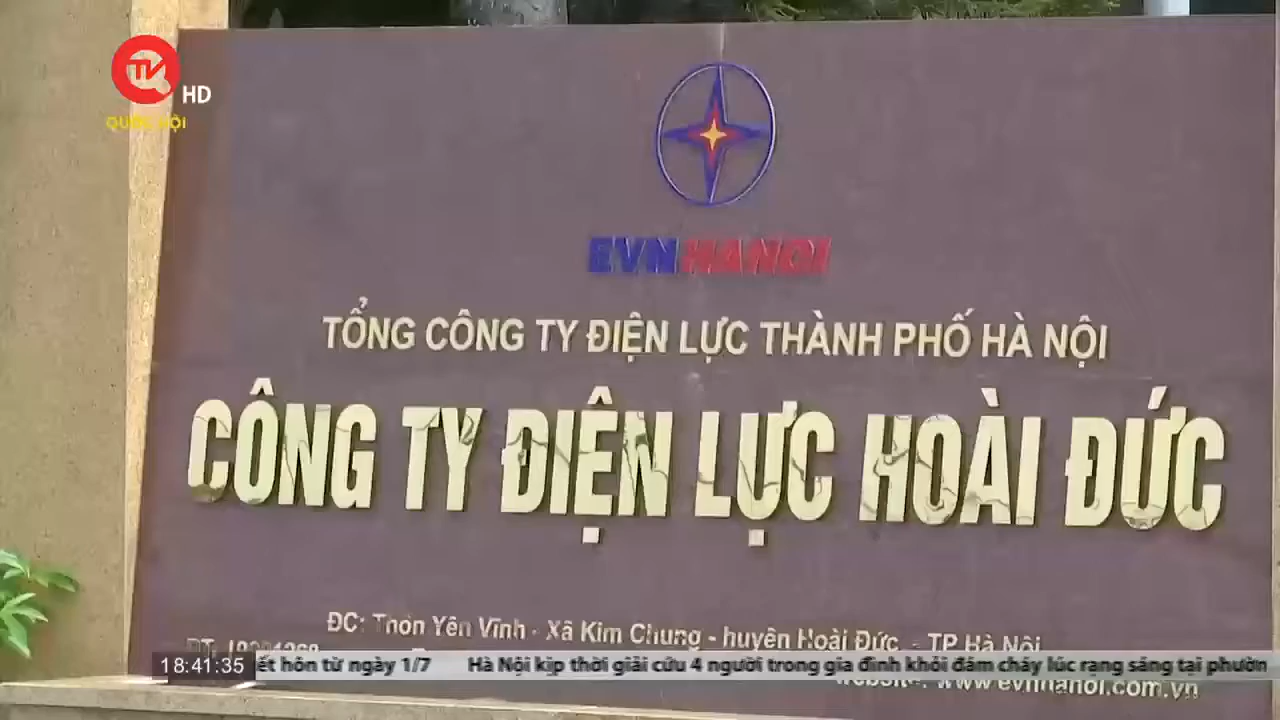 TV
HD
QUỐC HỘI
EVNHANOI
TỔNG CÔNG TY ĐIỆN LỰC THÀNH PHỐ HÀ NỘI
CÔNG TY ĐIỆN LỰC HOÀI ĐỨC
ĐC: Thôn Yên Vĩnh - Xã Kim Chung - huyện Hoài Đức - TP Hà Nội
ĐT:
18:41:35 ết hôn từ ngày 1/7 Hà Nội kịp thời giải cứu 4 người trong gia đình khỏi đám cháy lúc rạng sáng tại phườn
website: www.evnhanoi.com.vn